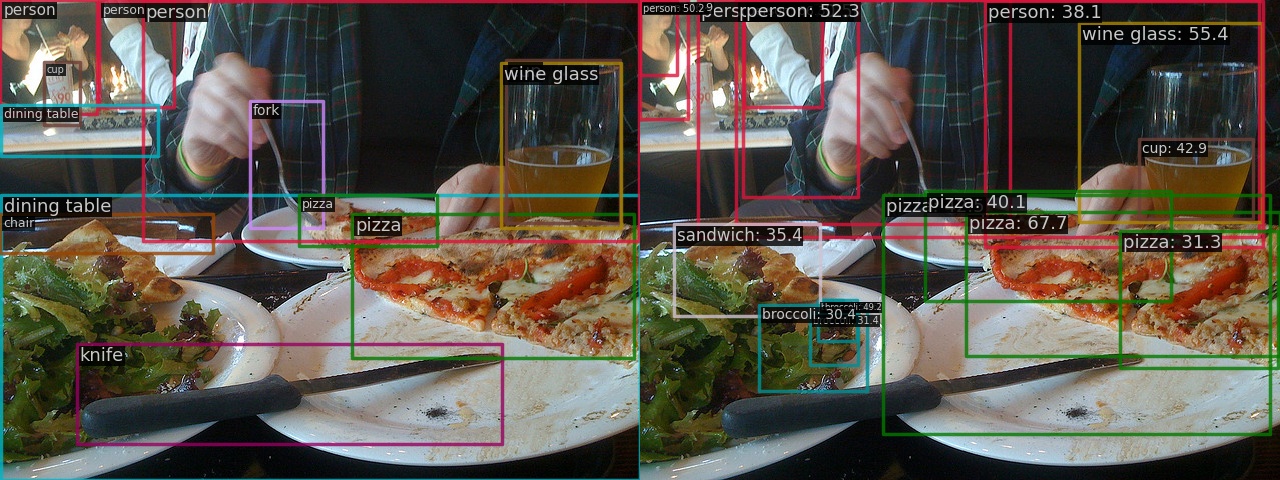 person
person
person
cup
dining table
fork
wine glass
dining table
chair
pizza
pizza
knife
person: 52.3
person: 38.1
wine glass: 55.4
cup: 42.9
pizza: 40.1
pizza: 67.7
pizza: 31.3
sandwich: 35.4
broccoli: 49.2
broccoli: 30.4